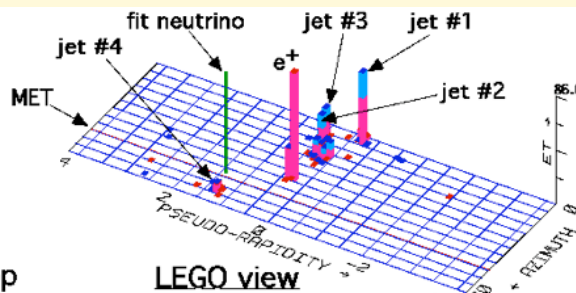 fit neutrino
jet #3
jet #1
jet #4
e+
jet #2
MET
ET
4
2
0
-2
0
PSEUDO-RAPIDITY
AZIMUTH
p
LEGO view